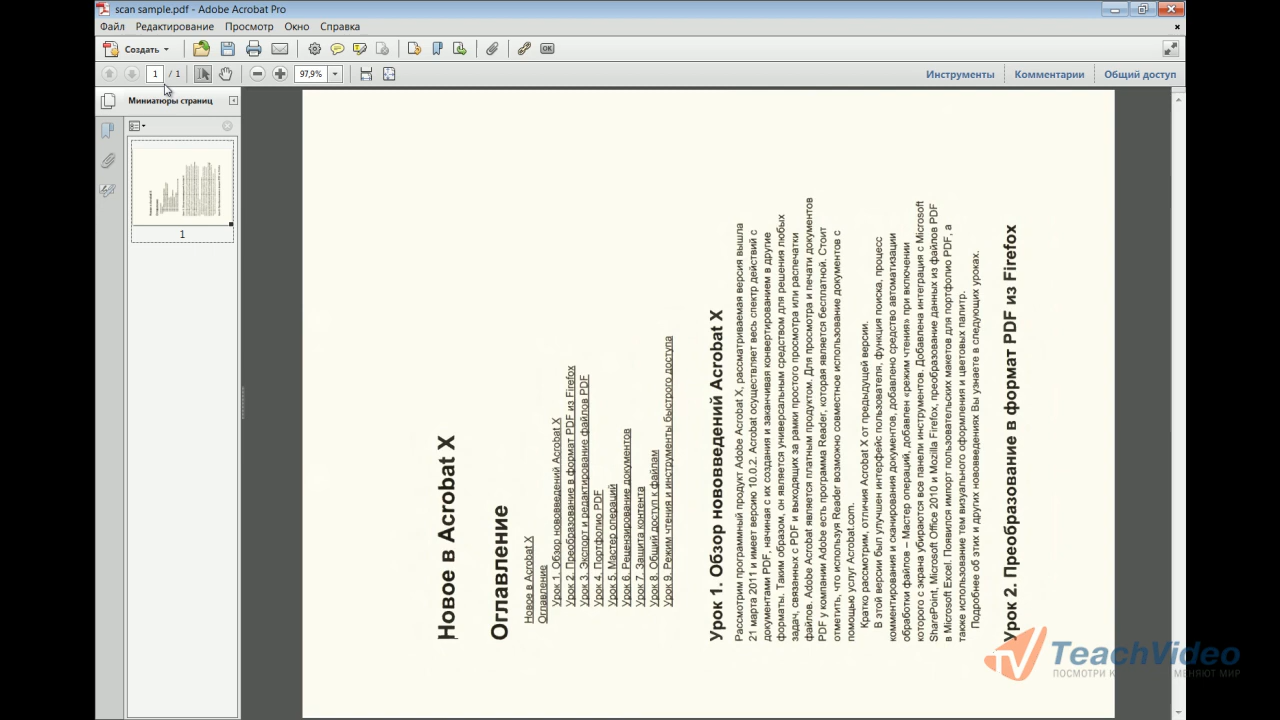 scan sample.pdf - Adobe Acrobat Pro
Файл Редактирование Просмотр Окно Справка
Создать
1 / 1 97,9% Инструменты Комментарии Общий доступ
Миниатюры страниц
1
Новое в Acrobat X
Оглавление
Новое в Acrobat X
Оглавление
Урок 1. Обзор нововведений Acrobat X
Урок 2. Преобразование в формат PDF из Firefox
Урок 3. Экспорт и редактирование файлов PDF
Урок 4. Портфолио PDF
Урок 5. Мастер операций
Урок 6. Рецензирование документов
Урок 7. Защита контента
Урок 8. Общий доступ к файлам
Урок 9. Режим чтения и инструменты быстрого доступа
Урок 1. Обзор нововведений Acrobat X
Рассмотрим программный продукт Adobe Acrobat X, рассматриваемая версия вышла
21 марта 2011 и имеет версию 10.0.2. Acrobat осуществляет весь спектр действий с
документами PDF, начиная с их создания и заканчивая конвертированием в другие
форматы. Таким образом, он является универсальным средством для решения любых
задач, связанных с PDF и выходящих за рамки простого просмотра или распечатки
файлов. Adobe Acrobat является платным продуктом. Для просмотра и печати документов
PDF у компании Adobe есть программа Reader, которая является бесплатной. Стоит
отметить, что используя Reader возможно совместное использование документов с
помощью услуг Acrobat.com.
Кратко рассмотрим, отличия Acrobat X от предыдущей версии.
В этой версии был улучшен интерфейс пользователя, функция поиска, процесс
комментирования и сканирования документов, добавлено средство автоматизации
обработки файлов – Мастер операций, добавлен «режим чтения» при включении
которого с экрана убираются все панели инструментов. Добавлена интеграция с Microsoft
SharePoint, Microsoft Office 2010 и Mozilla Firefox, преобразование данных из файлов PDF
в Microsoft Excel. Появился импорт пользовательских макетов для портфолио PDF, а
также использование тем визуального оформления и цветовых палитр.
Подробнее об этих и других нововведениях Вы узнаете в следующих уроках.
Урок 2. Преобразование в формат PDF из Firefox
TeachVideo
ПОСМОТРИ К МЕНЯЮТ МИР